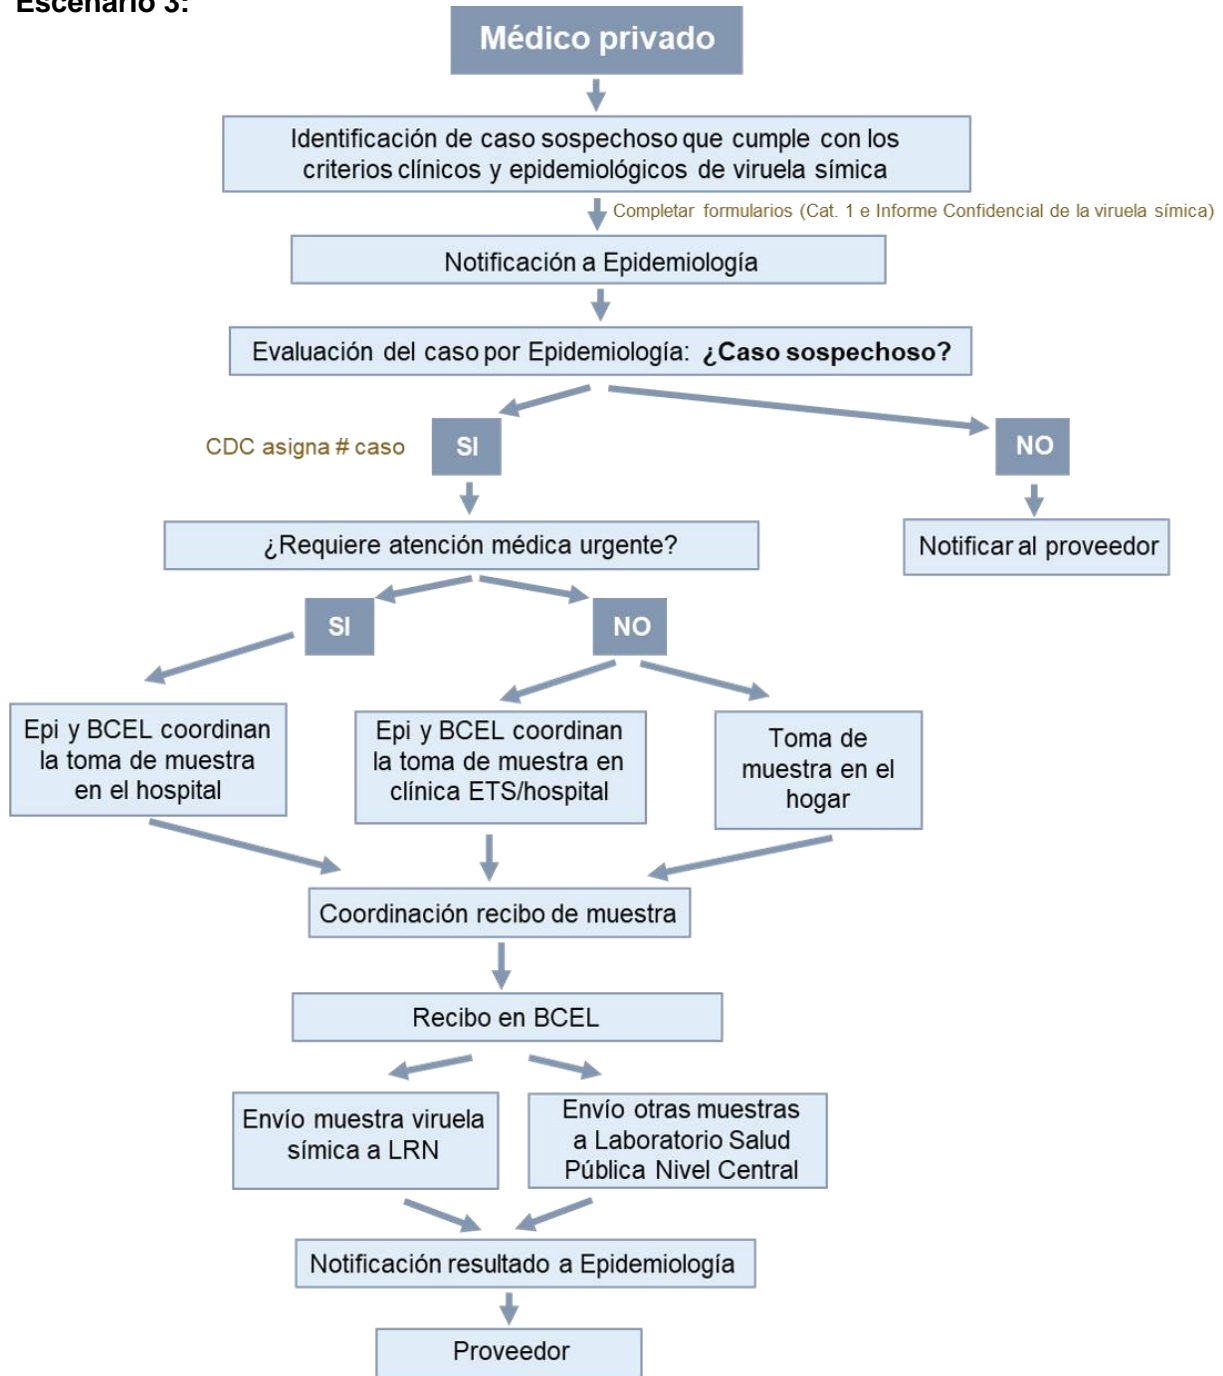 Escenario 3:
Médico privado
Identificación de caso sospechoso que cumple con los
criterios clínicos y epidemiológicos de viruela símica
Completar formularios (Cat. 1 e Informe Confidencial de la viruela símica)
Notificación a Epidemiología
Evaluación del caso por Epidemiología: ¿Caso sospechoso?
CDC asigna # caso
SI
NO
¿Requiere atención médica urgente?
Notificar al proveedor
SI
NO
Epi y BCEL coordinan
la toma de muestra
en el hospital
Epi y BCEL coordinan
la toma de muestra en
clínica ETS/hospital
Toma de
muestra en el
hogar
Coordinación recibo de muestra
Recibo en BCEL
Envío muestra viruela
símica a LRN
Envío otras muestras
a Laboratorio Salud
Pública Nivel Central
Notificación resultado a Epidemiología
Proveedor